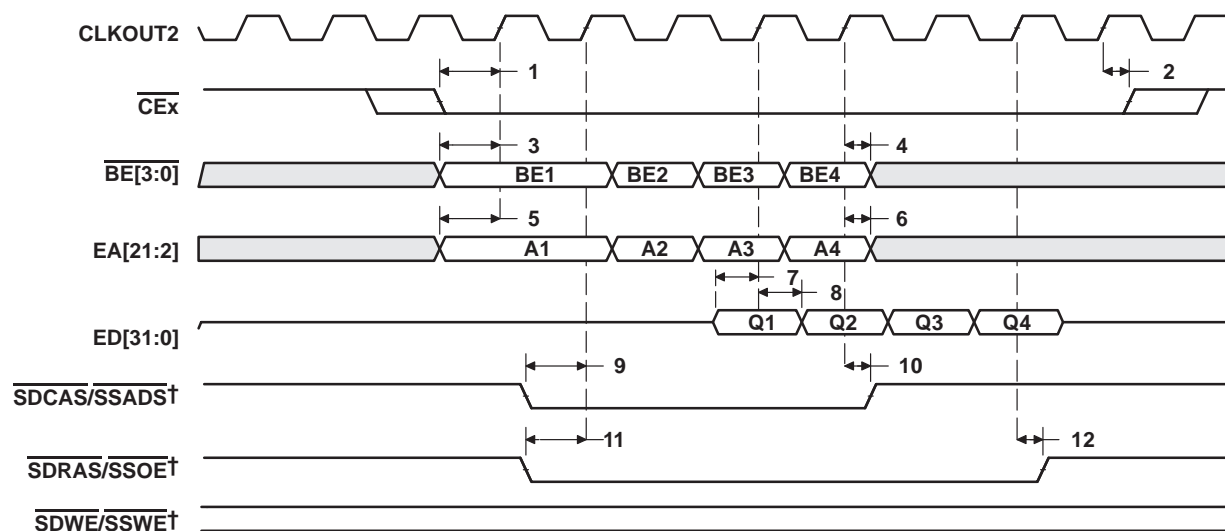 CLKOUT2
1
2
CEx
3
4
BE[3:0]
BE1 BE2 BE3 BE4
5
6
EA[21:2]
A1 A2 A3 A4
7
8
ED[31:0]
Q1 Q2 Q3 Q4
9
10
SDCAS/SSADS†
11
12
SDRAS/SSOE†
SDWE/SSWE†